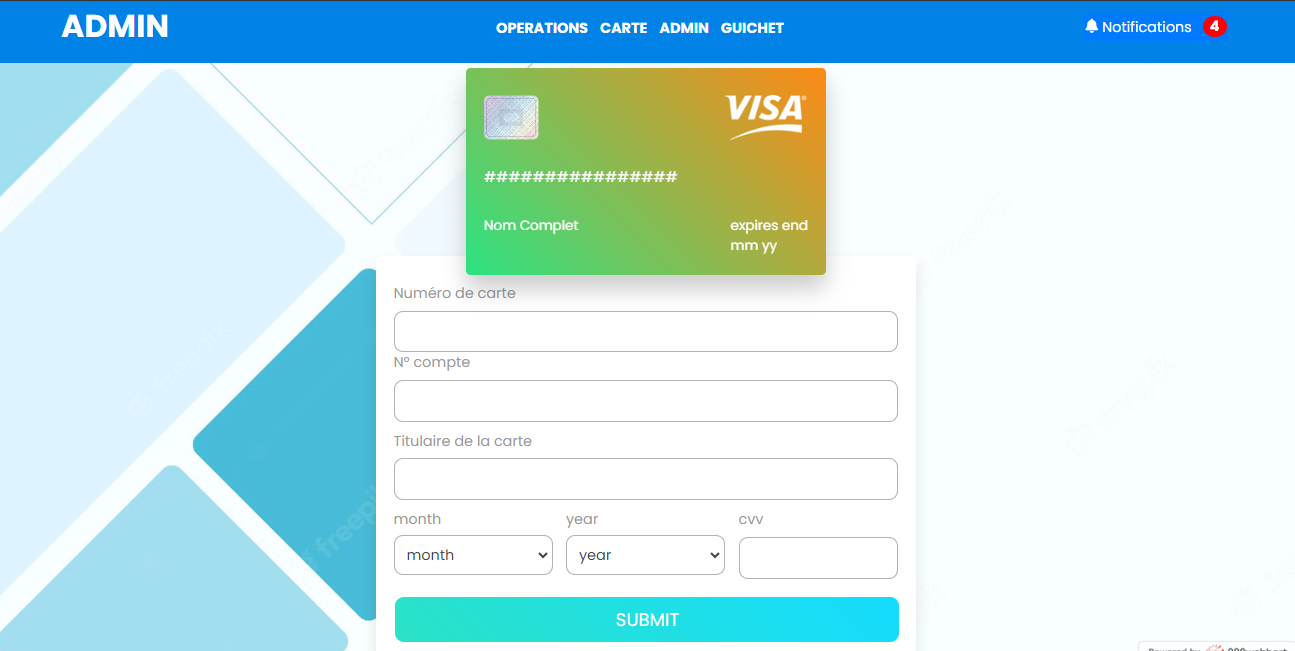 ADMIN
OPERATIONS CARTE ADMIN GUICHET
Notifications 4
VISA
################
Nom Complet
expires end
mm yy
Numéro de carte
N° compte
Titulaire de la carte
month year cvv
month year
SUBMIT
freepik
Powered by